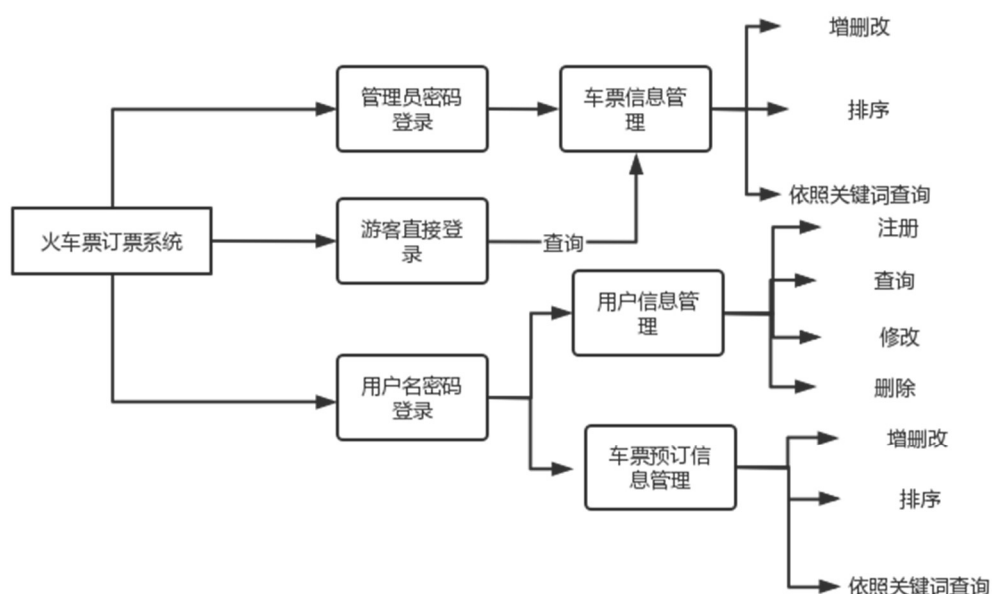 增删改
管理员密码
登录
车票信息管
理
排序
依照关键词查询
火车票订票系统
游客直接登
录
查询
注册
用户信息管
理
查询
修改
删除
用户名密码
登录
车票预订信
息管理
增删改
排序
依照关键词查询